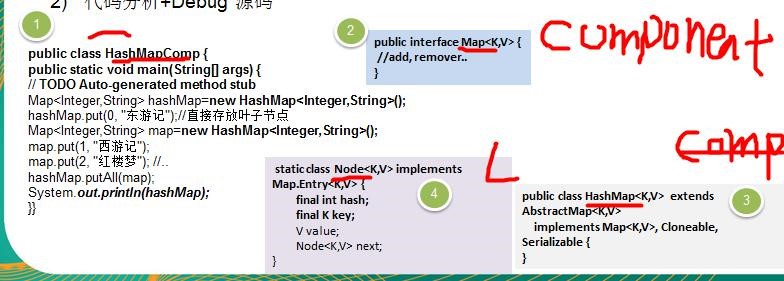 2) 代码分析+Debug 源码
1
public class HashMapComp {
public static void main(String[] args) {
// TODO Auto-generated method stub
Map<Integer,String> hashMap=new HashMap<Integer,String>();
hashMap.put(0, "东游记");//直接存放叶子节点
Map<Integer,String> map=new HashMap<Integer,String>();
map.put(1, "西游记");
map.put(2, "红楼梦"); //..
hashMap.putAll(map);
System.out.println(hashMap);
}}
2
public interface Map<K,V> {
//add, remover..
}
Component
static class Node<K,V> implements
Map.Entry<K,V> {
final int hash;
final K key;
V value;
Node<K,V> next;
}
4
L
Comp
public class HashMap<K,V> extends
AbstractMap<K,V>
implements Map<K,V>, Cloneable,
Serializable {
}
3